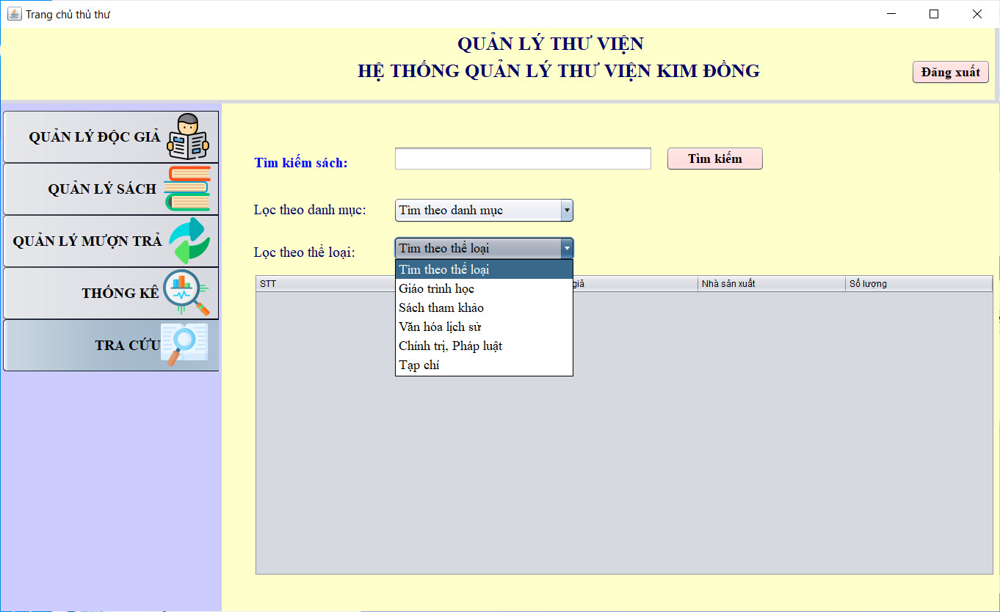 Trang chủ thủ thư
QUẢN LÝ THƯ VIỆN
HỆ THỐNG QUẢN LÝ THƯ VIỆN KIM ĐỒNG
Đăng xuất
QUẢN LÝ ĐỘC GIẢ
QUẢN LÝ SÁCH
QUẢN LÝ MƯỢN TRẢ
THỐNG KÊ
TRA CỨU
Tìm kiếm sách:
Tìm kiếm
Lọc theo danh mục:
Tìm theo danh mục
Lọc theo thể loại:
Tìm theo thể loại
Tìm theo thể loại
Giáo trình học
Sách tham khảo
Văn hóa lịch sử
Chính trị, Pháp luật
Tạp chí
STT
giả
Nhà sản xuất
Số lượng